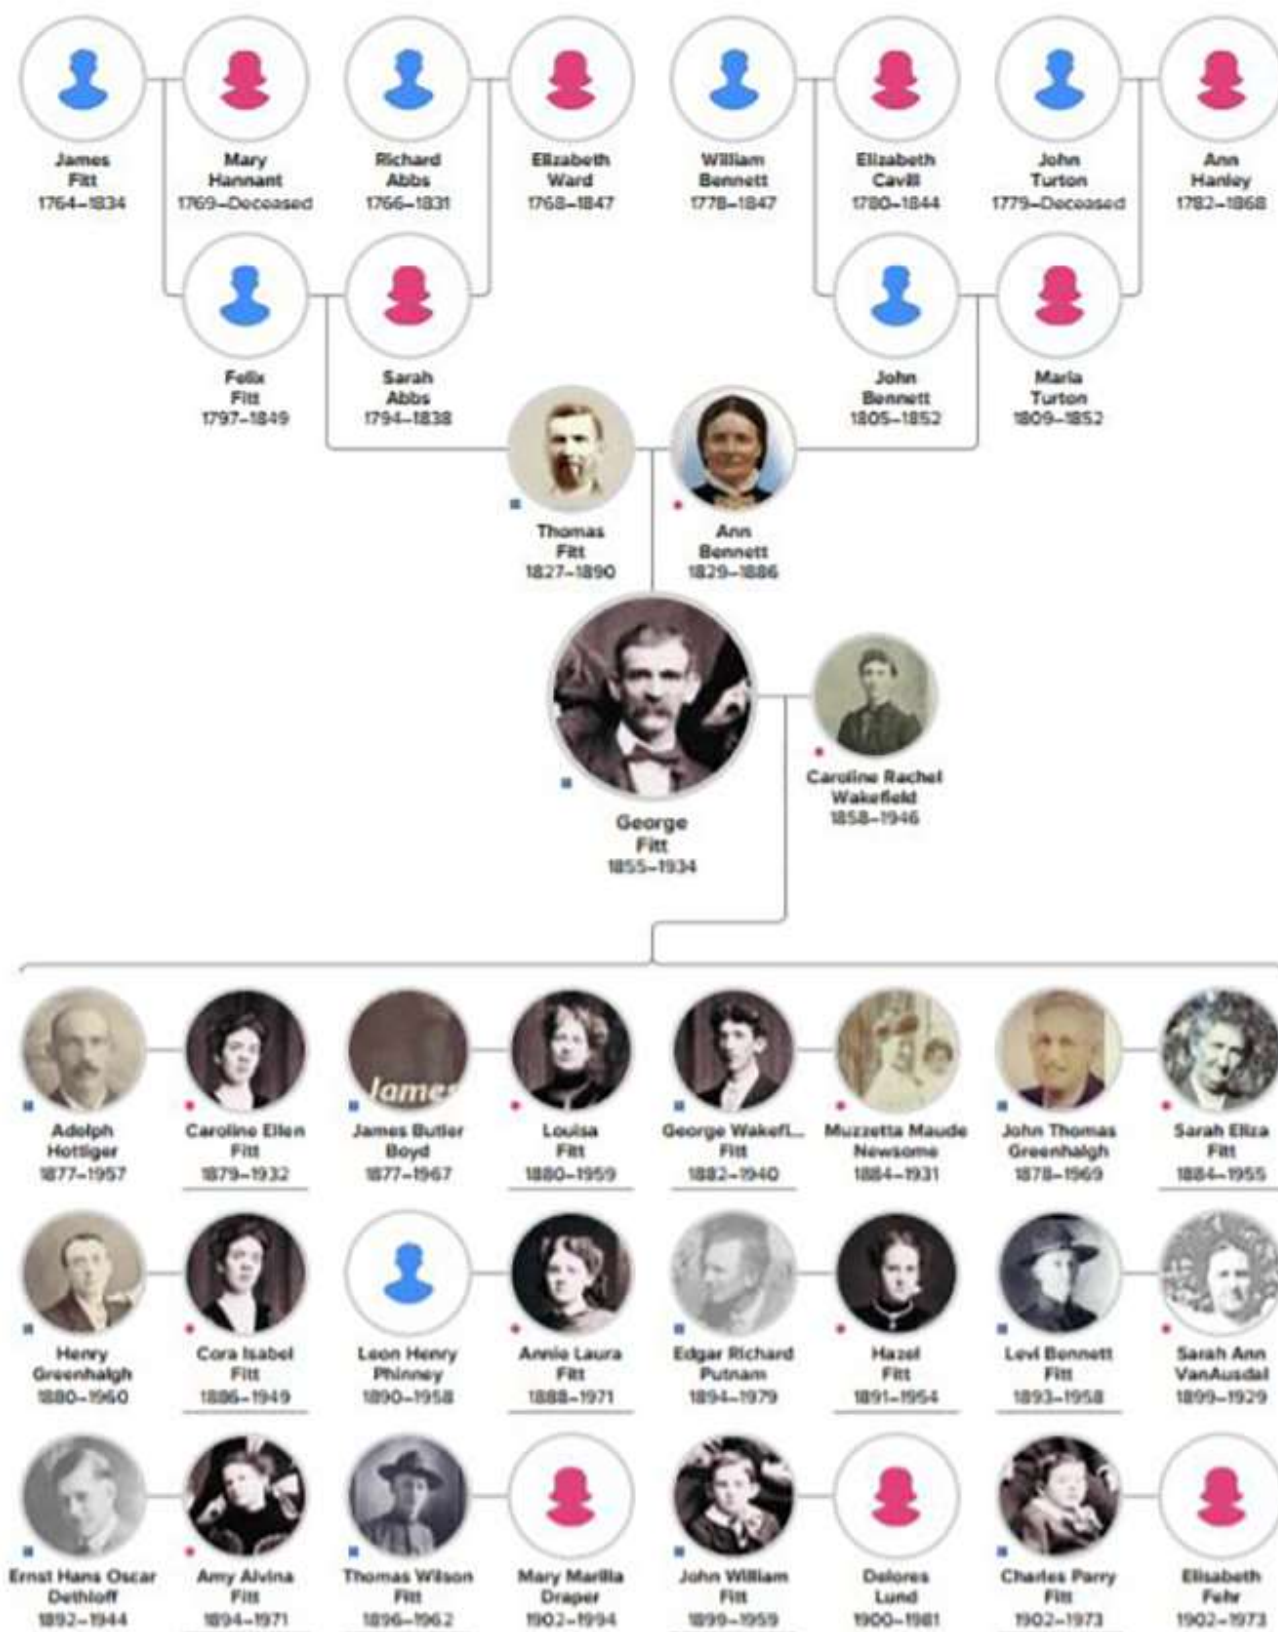 James
Fitt
1764–1834
Mary
Hannant
1769–Deceased
Richard
Abbs
1766–1831
Elizabeth
Ward
1768–1847
William
Bennett
1778–1847
Elizabeth
Cavill
1780–1844
John
Turton
1779–Deceased
Ann
Hanley
1782–1868
Felix
Fitt
1797–1849
Sarah
Abbs
1794–1838
John
Bennett
1805–1852
Maria
Turton
1809–1852
Thomas
Fitt
1827–1890
Ann
Bennett
1829–1886
George
Fitt
1855–1934
Caroline Rachel
Wakefield
1858–1946
Adolph
Hottiger
1877–1957
Caroline Ellen
Fitt
1879–1932
James
James Butler
Boyd
1877–1967
Louisa
Fitt
1880–1959
George Wakefi...
Fitt
1882–1940
Muzzetta Maude
Newsome
1884–1931
John Thomas
Greenhalgh
1878–1969
Sarah Eliza
Fitt
1884–1955
Henry
Greenhalgh
1880–1960
Cora Isabel
Fitt
1886–1949
Leon Henry
Phinney
1890–1958
Annie Laura
Fitt
1888–1971
Edgar Richard
Putnam
1894–1979
Hazel
Fitt
1891–1954
Levi Bennett
Fitt
1893–1958
Sarah Ann
VanAusdal
1899–1929
Ernst Hans Oscar
Dethloff
1892–1944
Amy Alvina
Fitt
1894–1971
Thomas Wilson
Fitt
1896–1962
Mary Marilla
Draper
1902–1994
John William
Fitt
1899–1959
Delores
Lund
1900–1981
Charles Parry
Fitt
1902–1973
Elisabeth
Fehr
1902–1973